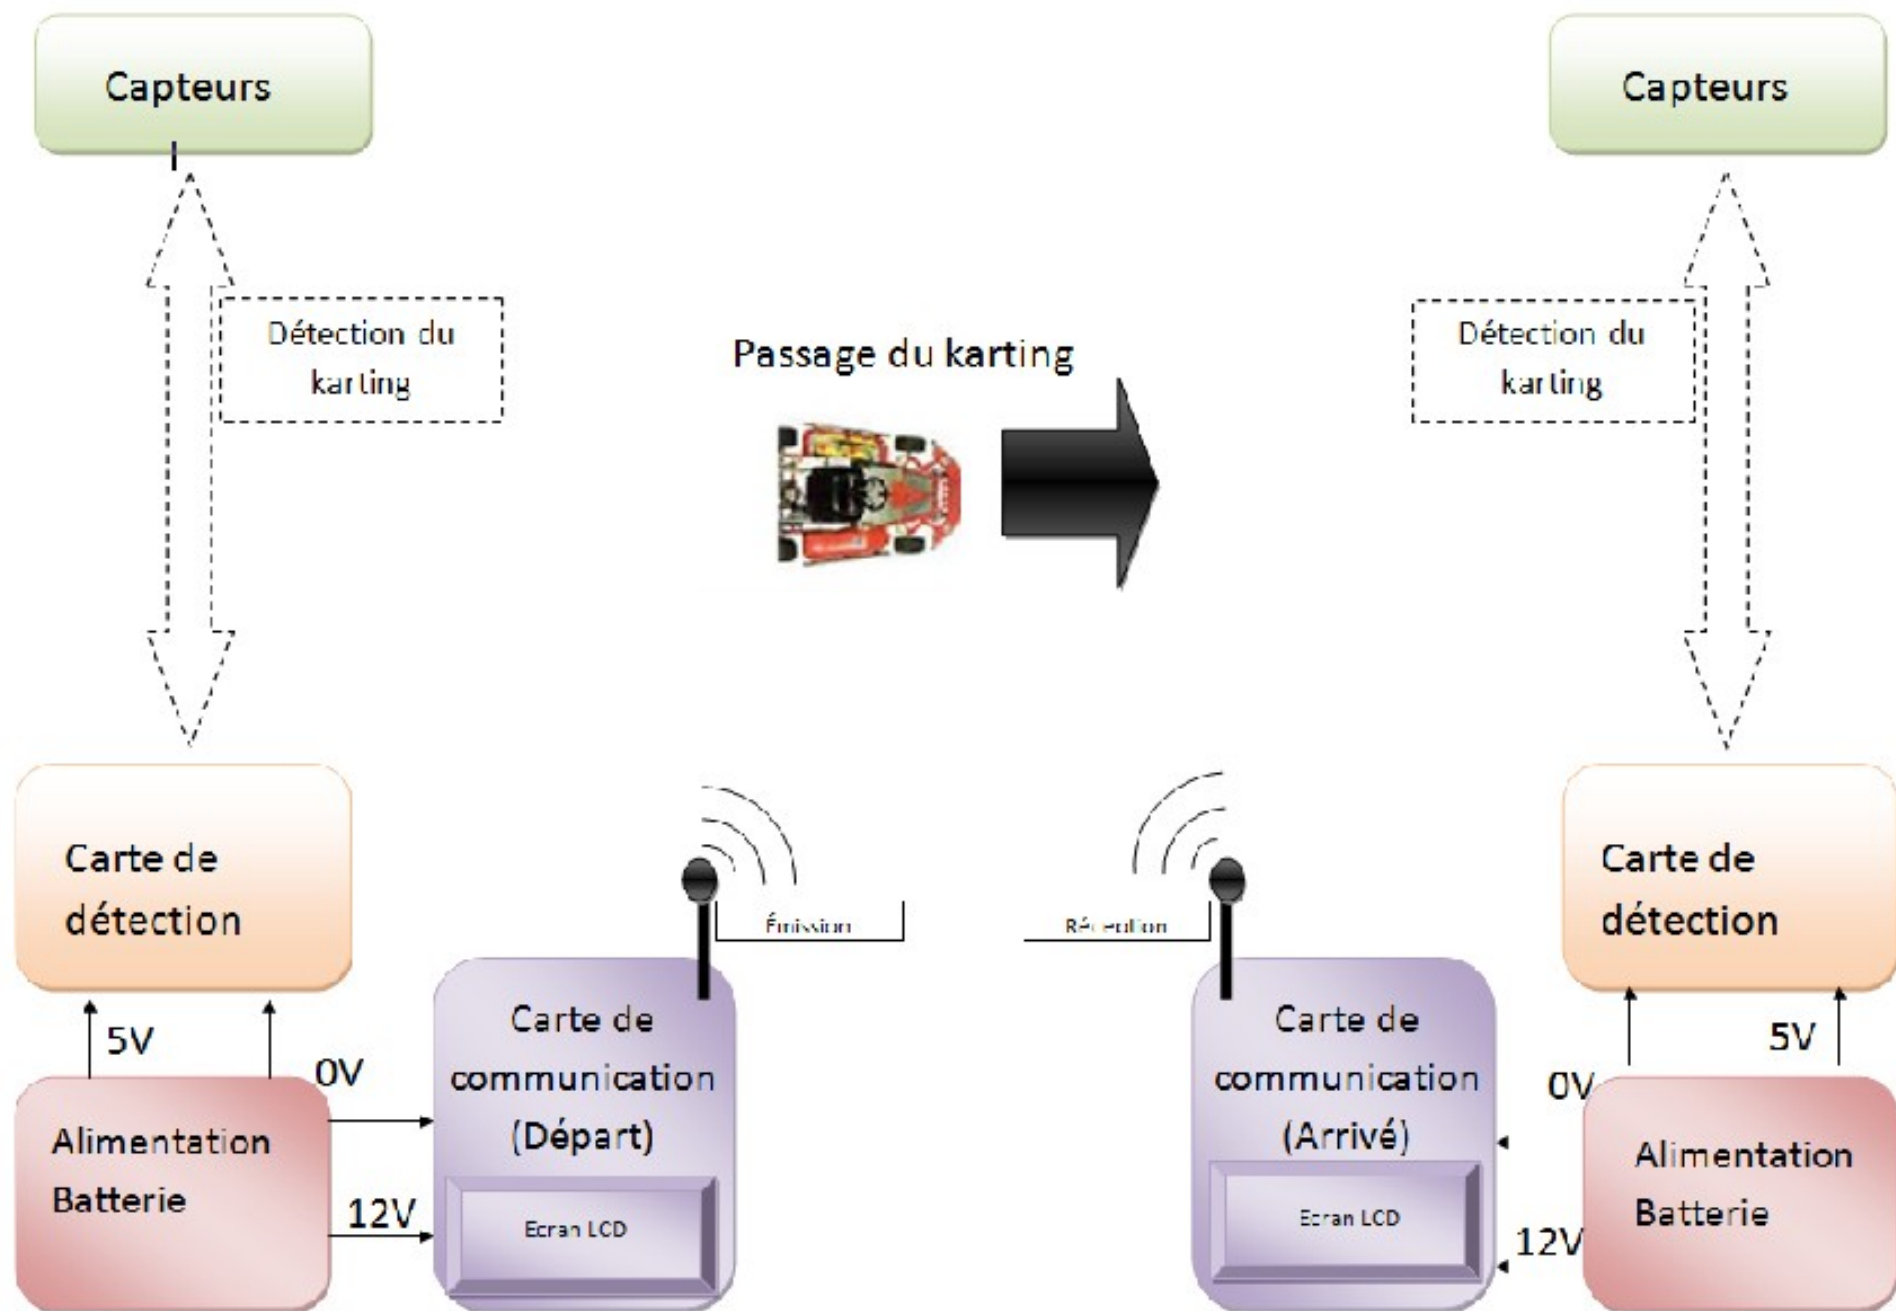 Capteurs
Capteurs
Détection du
karting
Passage du karting
Détection du
karting
Carte de
détection
Émission
Réception
Carte de
détection
5V
0V
Carte de
communication
(Départ)
Carte de
communication
(Arrivé)
5V
0V
Alimentation
Batterie
12V
Ecran LCD
Ecran LCD
12V
Alimentation
Batterie